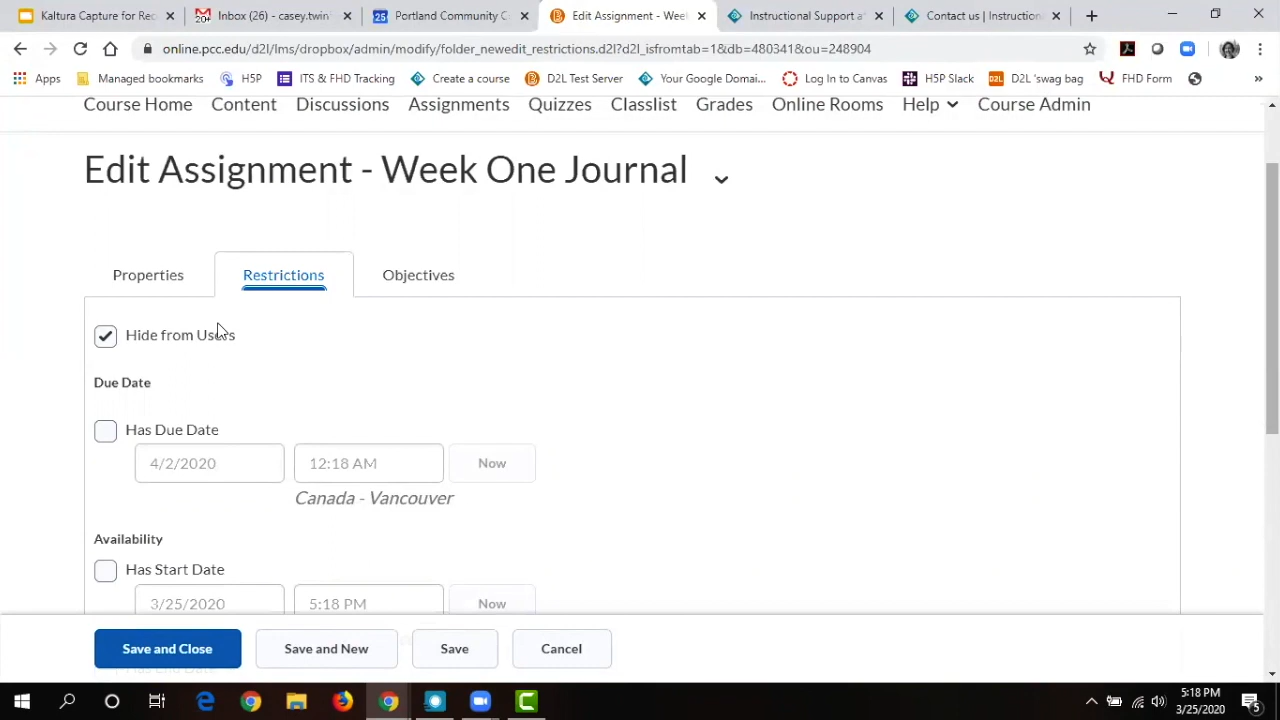 Kaltura Capture for Rec
Inbox (26) - casey.twin
Portland Community C
Edit Assignment - Wee
Instructional Support a
Contact us | Instruction
online.pcc.edu/d2l/lms/dropbox/admin/modify/folder_newedit_restrictions.d2l?d2l_isfromtab=1&db=480341&ou=248904
Apps
Managed bookmarks
H5P
ITS & FHD Tracking
Create a course
D2L Test Server
Your Google Domai...
Log In to Canvas
H5P Slack
D2L 'swag bag
FHD Form
»
Course Home
Content
Discussions
Assignments
Quizzes
Classlist
Grades
Online Rooms
Help
Course Admin
Edit Assignment - Week One Journal
Properties
Restrictions
Objectives
Hide from Users
Due Date
Has Due Date
4/2/2020
12:18 AM
Now
Canada - Vancouver
Availability
Has Start Date
3/25/2020
5:18 PM
Now
Save and Close
Save and New
Save
Cancel
Has End Date
5:18 PM
3/25/2020
5